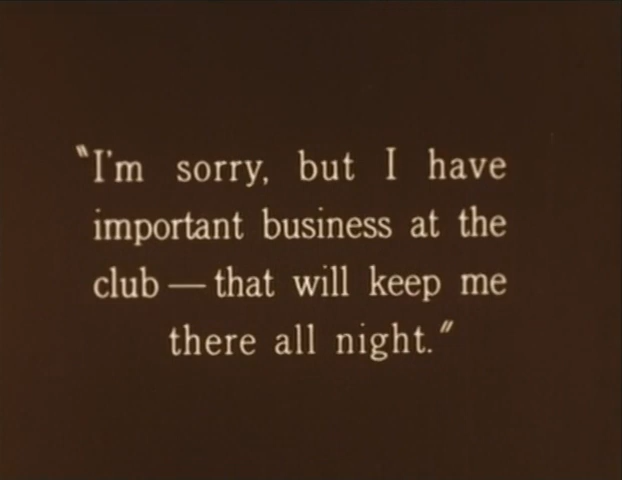 "I'm sorry, but I have
important business at the
club — that will keep me
there all night."